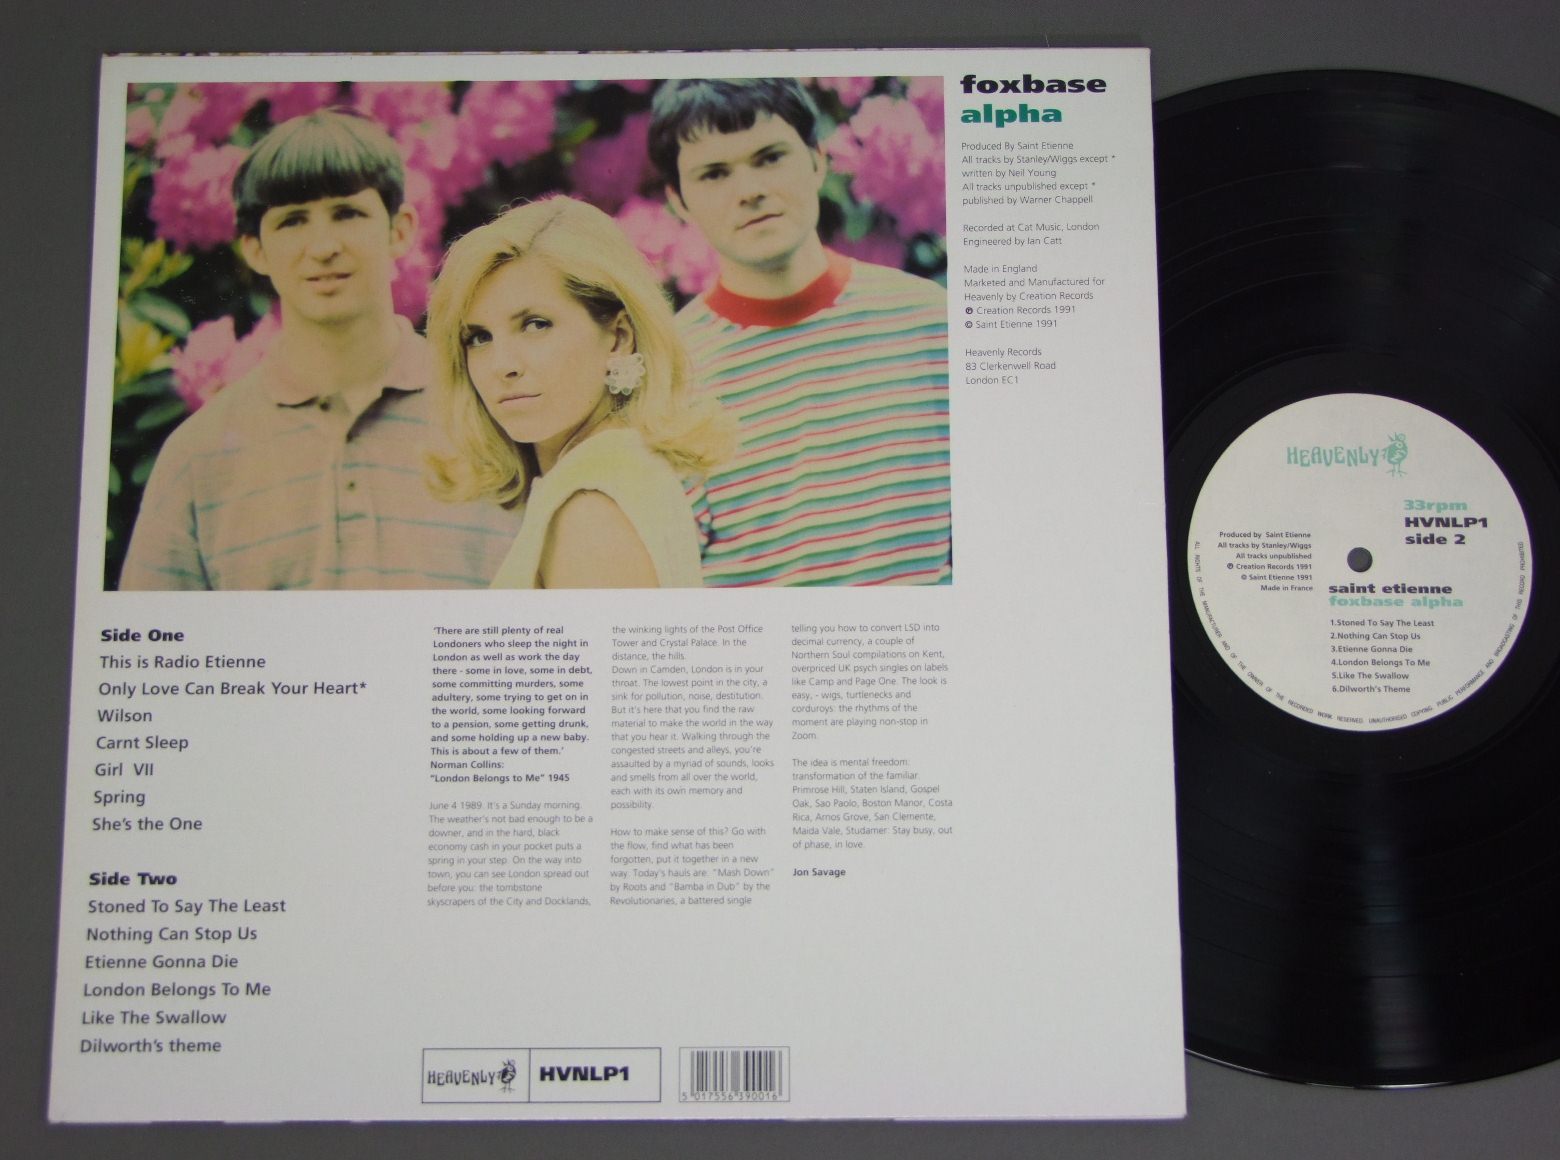 foxbase
alpha
Produced By Saint Etienne
All tracks by Stanley/Wiggs except *
written by Neil Young
All tracks unpublished except *
published by Warner Chappell
Recorded at Cat Music, London
Engineered by Ian Catt
Made in England
Marketed and Manufactured for
Heavenly by Creation Records
℗ Creation Records 1991
© Saint Etienne 1991
Heavenly Records
83 Clerkenwell Road
London EC1
Side One
This is Radio Etienne
Only Love Can Break Your Heart*
Wilson
Carnt Sleep
Girl VII
Spring
She's the One
Side Two
Stoned To Say The Least
Nothing Can Stop Us
Etienne Gonna Die
London Belongs To Me
Like The Swallow
Dilworth's theme
'There are still plenty of real
Londoners who sleep the night in
London as well as work the day
there - some in love, some in debt,
some committing murders, some
adultery, some trying to get on in
the world, some looking forward
to a pension, some getting drunk,
and some holding up a new baby.
This is about a few of them.'
Norman Collins:
"London Belongs to Me" 1945
June 4 1989. It's a Sunday morning.
The weather's not bad enough to be a
downer, and in the hard, black
economy cash in your pocket puts a
spring in your step. On the way into
town, you can see London spread out
before you: the tombstone
skyscrapers of the City and Docklands,
the winking lights of the Post Office
Tower and Crystal Palace. In the
distance, the hills.
Down in Camden, London is in your
throat. The lowest point in the city, a
sink for pollution, noise, destitution.
But it's here that you find the raw
material to make the world in the way
that you hear it. Walking through the
congested streets and alleys, you're
assaulted by a myriad of sounds, looks
and smells from all over the world,
each with its own memory and
possibility.
How to make sense of this? Go with
the flow, find what has been
forgotten, put it together in a new
way. Today's hauls are: "Mash Down"
by Roots and "Bamba in Dub" by the
Revolutionaries, a battered single
telling you how to convert LSD into
decimal currency, a couple of
Northern Soul compilations on Kent,
overpriced UK psych singles on labels
like Camp and Page One. The look is
easy, - wigs, turtlenecks and
corduroys: the rhythms of the
moment are playing non-stop in
Zoom.
The idea is mental freedom:
transformation of the familiar.
Primrose Hill, Staten Island, Gospel
Oak, Sao Paolo, Boston Manor, Costa
Rica, Arnos Grove, San Clemente,
Maida Vale, Studamer. Stay busy, out
of phase, in love.
Jon Savage
HEAVENLY
HVNLP1
5 017556 390016
HEAVENLY
33rpm
HVNLP1
side 2
Produced by Saint Etienne
All tracks by Stanley/Wiggs
All tracks unpublished
℗ Creation Records 1991
© Saint Etienne 1991
Made in France
saint etienne
foxbase alpha
1.Stoned To Say The Least
2.Nothing Can Stop Us
3.Etienne Gonna Die
4.London Belongs To Me
5.Like The Swallow
6.Dilworth's Theme
ALL RIGHTS OF THE MANUFACTURER AND OF THE OWNER OF THE RECORDED WORK RESERVED. UNAUTHORISED COPYING, PUBLIC PERFORMANCE AND BROADCASTING OF THIS RECORD PROHIBITED